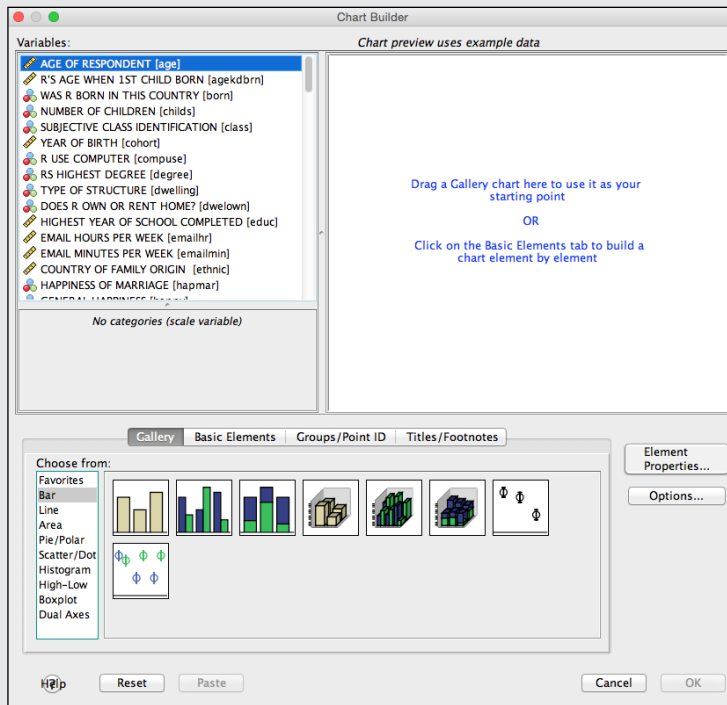 Chart Builder
Variables:
Chart preview uses example data
AGE OF RESPONDENT [age]
R'S AGE WHEN 1ST CHILD BORN [agekdbrn]
WAS R BORN IN THIS COUNTRY [born]
NUMBER OF CHILDREN [childs]
SUBJECTIVE CLASS IDENTIFICATION [class]
YEAR OF BIRTH [cohort]
R USE COMPUTER [compuse]
RS HIGHEST DEGREE [degree]
TYPE OF STRUCTURE [dwelling]
DOES R OWN OR RENT HOME? [dwelown]
HIGHEST YEAR OF SCHOOL COMPLETED [educ]
EMAIL HOURS PER WEEK [emailhr]
EMAIL MINUTES PER WEEK [emailmin]
COUNTRY OF FAMILY ORIGIN [ethnic]
HAPPINESS OF MARRIAGE [hapmar]
GENERAL HAPPINESS [happy]
Drag a Gallery chart here to use it as your
starting point
OR
Click on the Basic Elements tab to build a
chart element by element
No categories (scale variable)
Gallery
Basic Elements
Groups/Point ID
Titles/Footnotes
Choose from:
Favorites
Bar
Line
Area
Pie/Polar
Scatter/Dot
Histogram
High-Low
Boxplot
Dual Axes
Element
Properties...
Options...
Help
Reset
Paste
Cancel
OK